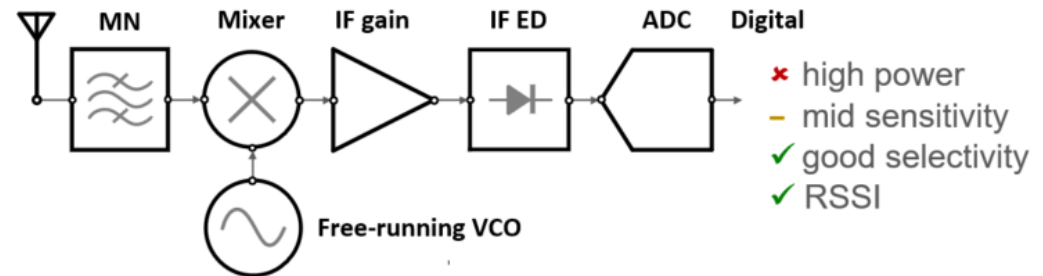 MN Mixer IF gain IF ED ADC Digital
✘ high power
– mid sensitivity
✓ good selectivity
✓ RSSI
Free-running VCO